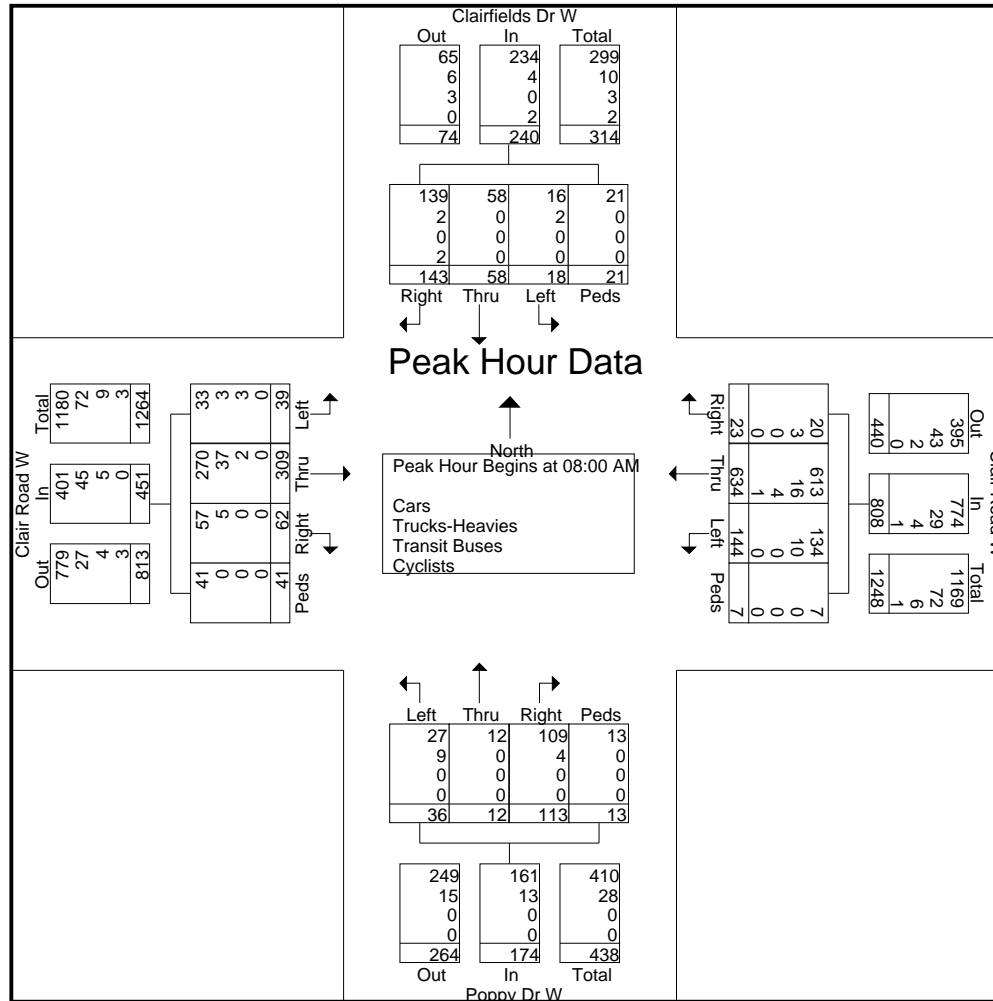 Clairfields Dr W
Out In Total
65 234 299
6 4 10
3 0 3
0 2 2
74 240 314
139 58 16 21
2 0 2 0
0 0 0 0
2 0 0 0
143 58 18 21
Right Thru Left Peds
Peak Hour Data
North
Peak Hour Begins at 08:00 AM
Cars
Trucks-Heavies
Transit Buses
Cyclists
Clair Road W
Out In Total
779 401 1180
27 45 72
4 5 9
3 0 3
813 451 1264
Peds Right Thru Left
41 57 270 33
0 5 37 3
0 0 2 3
0 0 0 0
41 62 309 39
Clair Road W
Out In Total
395 774 1169
43 29 72
2 4 6
0 1 1
440 808 1248
Right Thru Left Peds
20 613 134 7
3 16 10 0
0 4 0 0
0 1 0 0
23 634 144 7
Left Thru Right Peds
27 12 109 13
9 0 4 0
0 0 0 0
0 0 0 0
36 12 113 13
249 161 410
15 13 28
0 0 0
0 0 0
264 174 438
Out In Total
Poppy Dr W